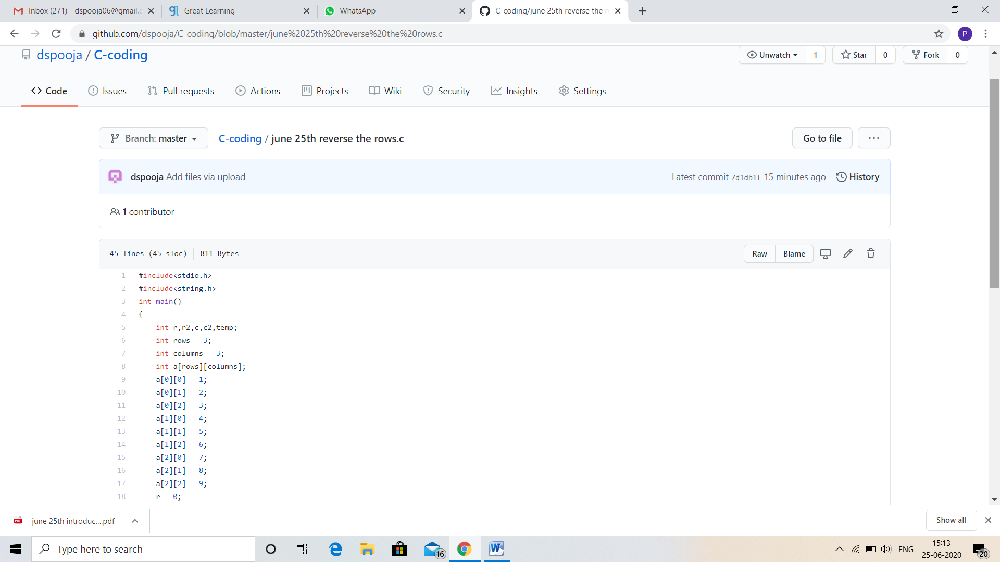 Inbox (271) - dspooja06@gmail.c
Great Learning
WhatsApp
C-coding/june 25th reverse the r
github.com/dspooja/C-coding/blob/master/june%2025th%20reverse%20the%20rows.c
P
dspooja / C-coding
Unwatch 1
Star 0
Fork 0
Code
Issues
Pull requests
Actions
Projects
Wiki
Security
Insights
Settings
Branch: master
C-coding / june 25th reverse the rows.c
Go to file
dspooja Add files via upload
Latest commit 7d1db1f 15 minutes ago
History
1 contributor
45 lines (45 sloc)
811 Bytes
Raw
Blame
1 #include<stdio.h>
2 #include<string.h>
3 int main()
4 {
5 int r,r2,c,c2,temp;
6 int rows = 3;
7 int columns = 3;
8 int a[rows][columns];
9 a[0][0] = 1;
10 a[0][1] = 2;
11 a[0][2] = 3;
12 a[1][0] = 4;
13 a[1][1] = 5;
14 a[1][2] = 6;
15 a[2][0] = 7;
16 a[2][1] = 8;
17 a[2][2] = 9;
18 r = 0;
PDF
june 25th introduc....pdf
Show all
Type here to search
16
W
ENG
15:13
25-06-2020
20